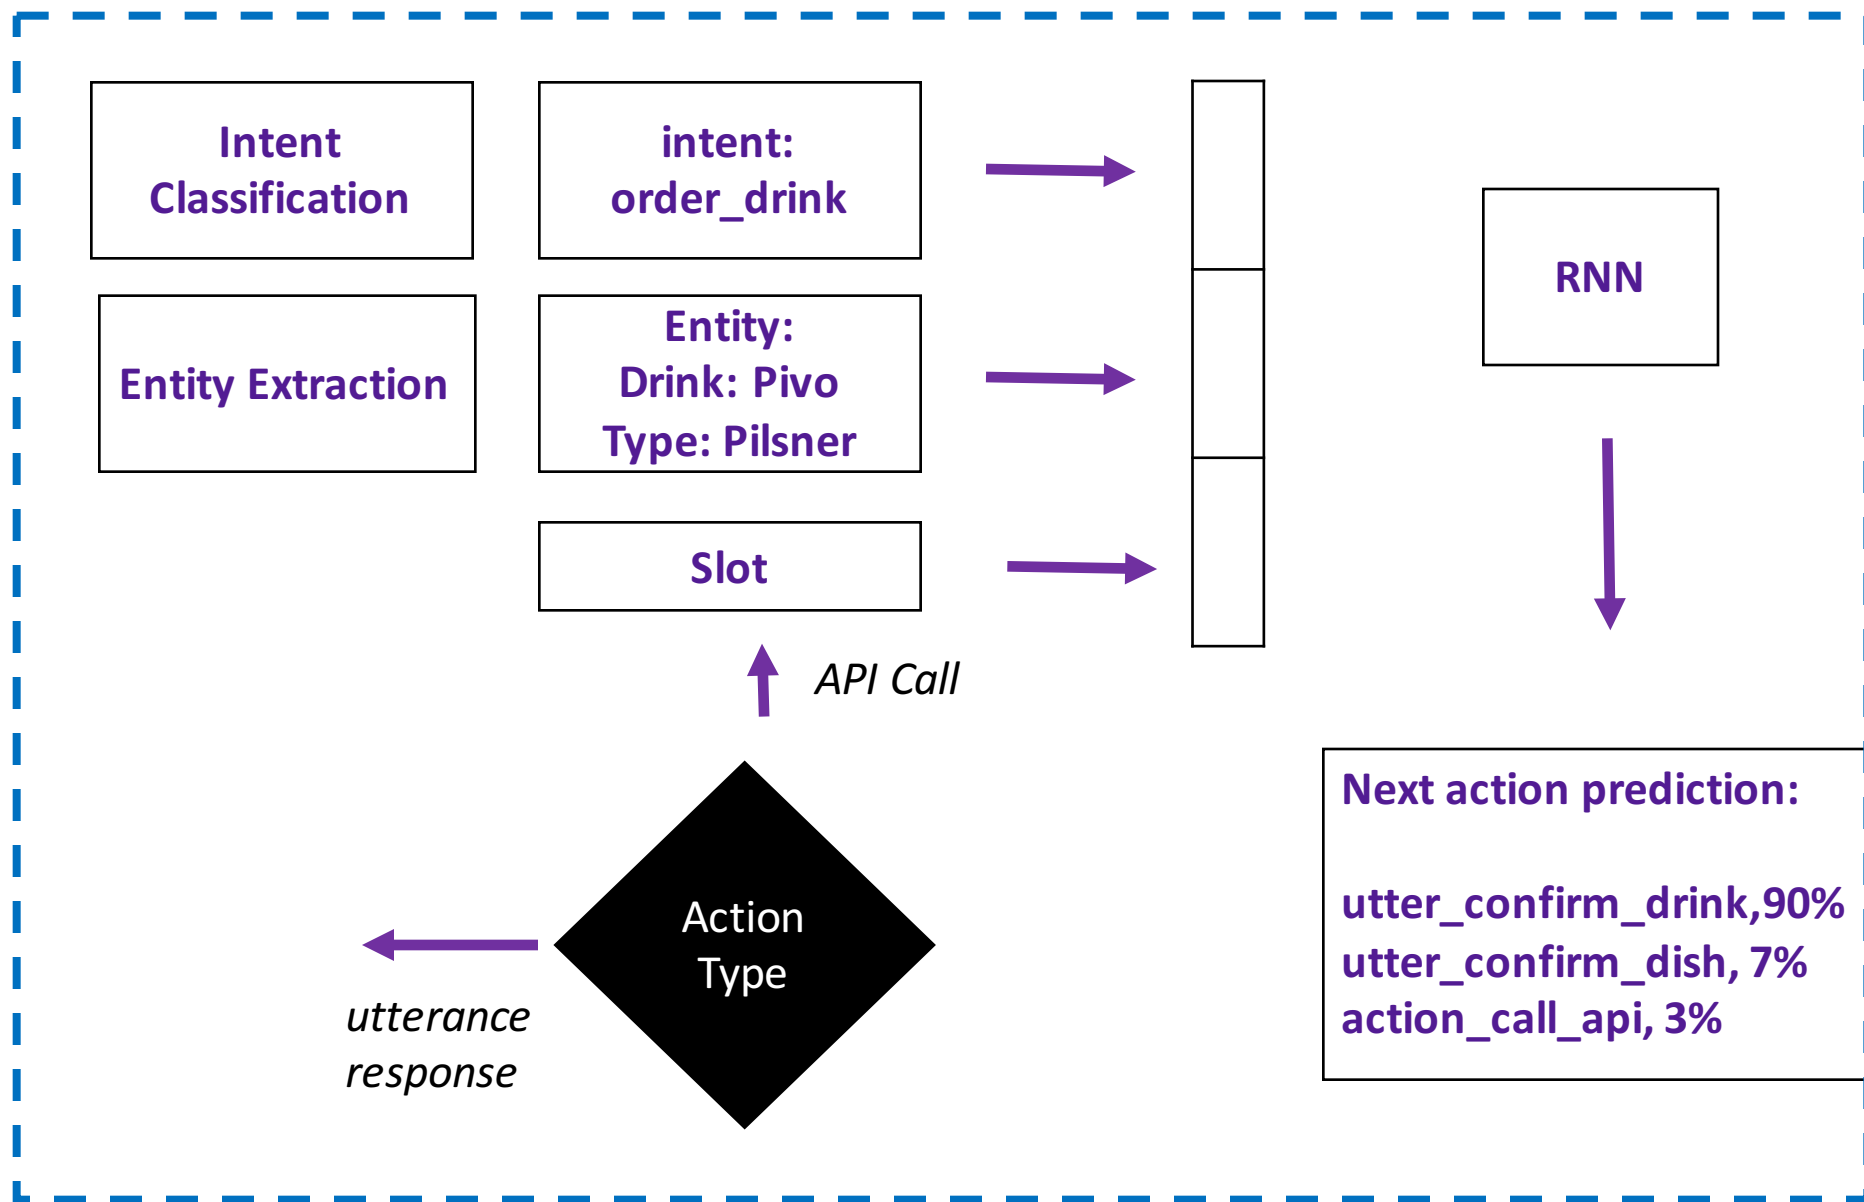 Intent
Classification
intent:
order_drink
RNN
Entity Extraction
Entity:
Drink: Pivo
Type: Pilsner
Slot
API Call
Action
Type
utterance
response
Next action prediction:
utter_confirm_drink,90%
utter_confirm_dish, 7%
action_call_api, 3%